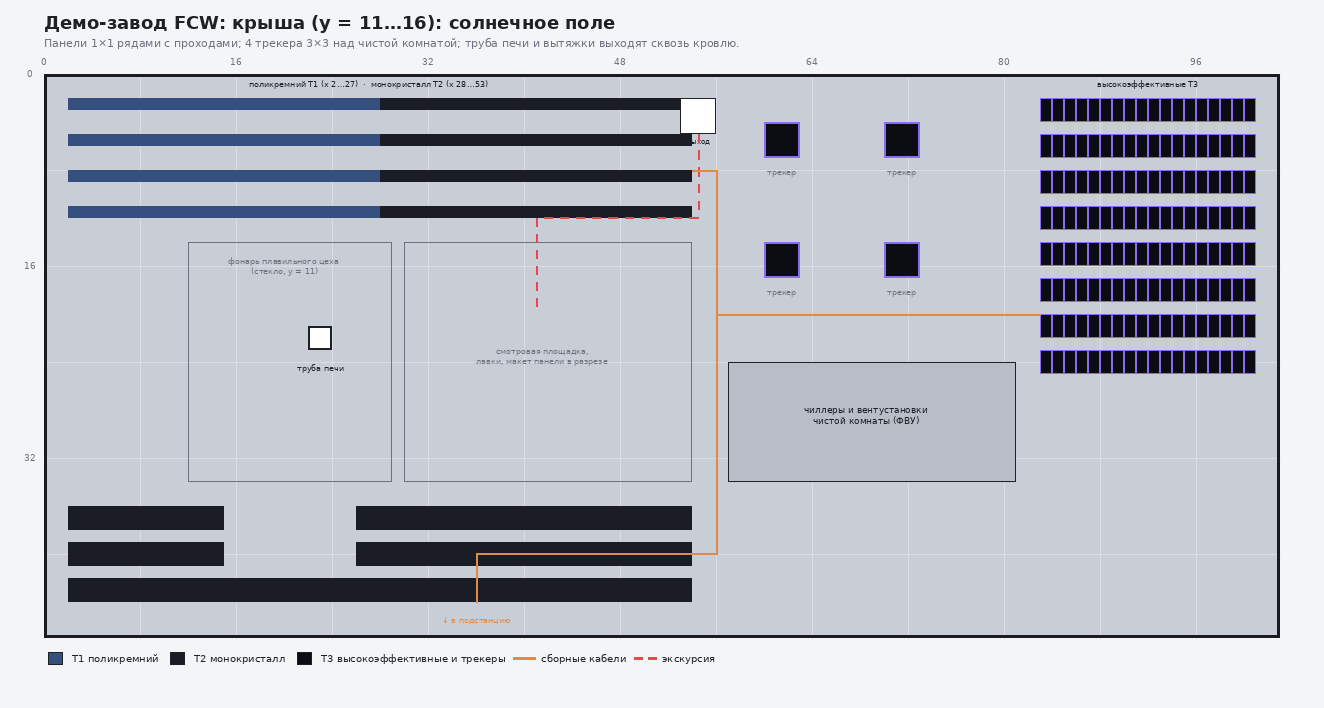 Демо-завод FCW: крыша (y = 11…16): солнечное поле
Панели 1×1 рядами с проходами; 4 трекера 3×3 над чистой комнатой; труба печи и вытяжки выходят сквозь кровлю.
0 16 32 48 64 80 96
0
16
32
поликремний T1 (x 2…27) · монокристалл T2 (x 28…53)
высокоэффективные T3
трекер
трекер
трекер
трекер
фонарь плавильного цеха
(стекло, y = 11)
труба печи
смотровая площадка,
лавки, макет панели в разрезе
чиллеры и вентустановки
чистой комнаты (ФВУ)
↓ в подстанцию
T1 поликремний
T2 монокристалл
T3 высокоэффективные и трекеры
сборные кабели
экскурсия